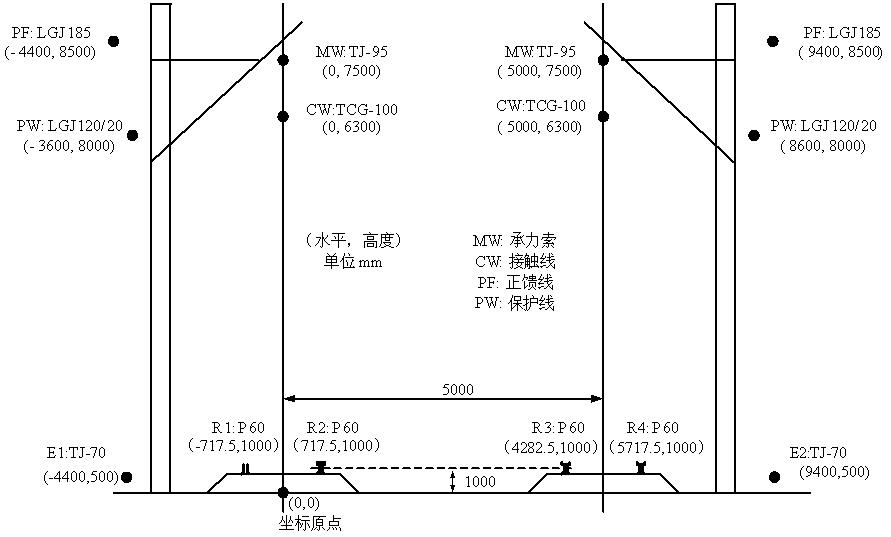 PF: LGJ185
(-4400, 8500)
MW:TJ-95
(0, 7500)
MW:TJ-95
(5000, 7500)
PF: LGJ185
(9400, 8500)
CW:TCG-100
(0, 6300)
CW:TCG-100
(5000, 6300)
PW: LGJ120/20
(-3600, 8000)
PW: LGJ120/20
(8600, 8000)
(水平，高度)
单位mm
MW: 承力索
CW: 接触线
PF: 正馈线
PW: 保护线
5000
R1:P60
(-717.5,1000)
R2:P60
(717.5,1000)
R3:P60
(4282.5,1000)
R4:P60
(5717.5,1000)
E1:TJ-70
(-4400,500)
E2:TJ-70
(9400,500)
1000
(0,0)
坐标原点